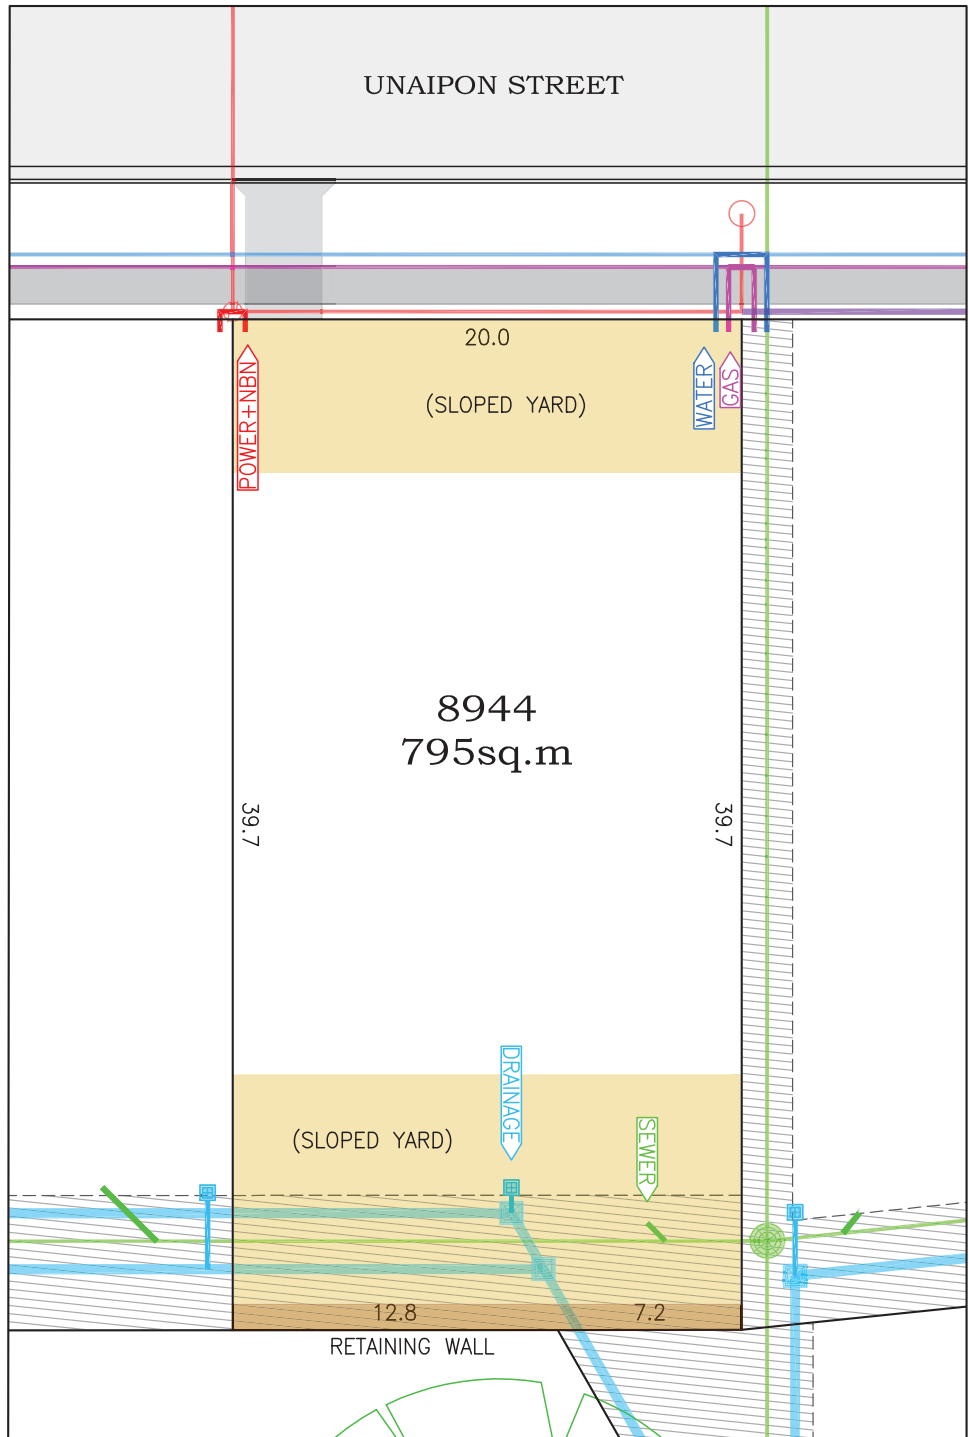 UNAIPON STREET
20.0
(SLOPED YARD)
POWER+NBN
WATER
GAS
8944
795sq.m
39.7
39.7
DRAINAGE
(SLOPED YARD)
SEWER
12.8
7.2
RETAINING WALL